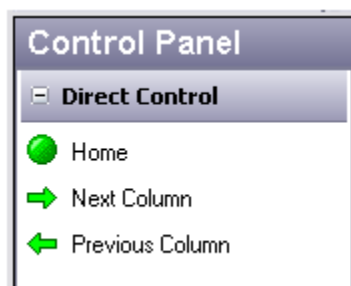 Control Panel
Direct Control
Home
Next Column
Previous Column